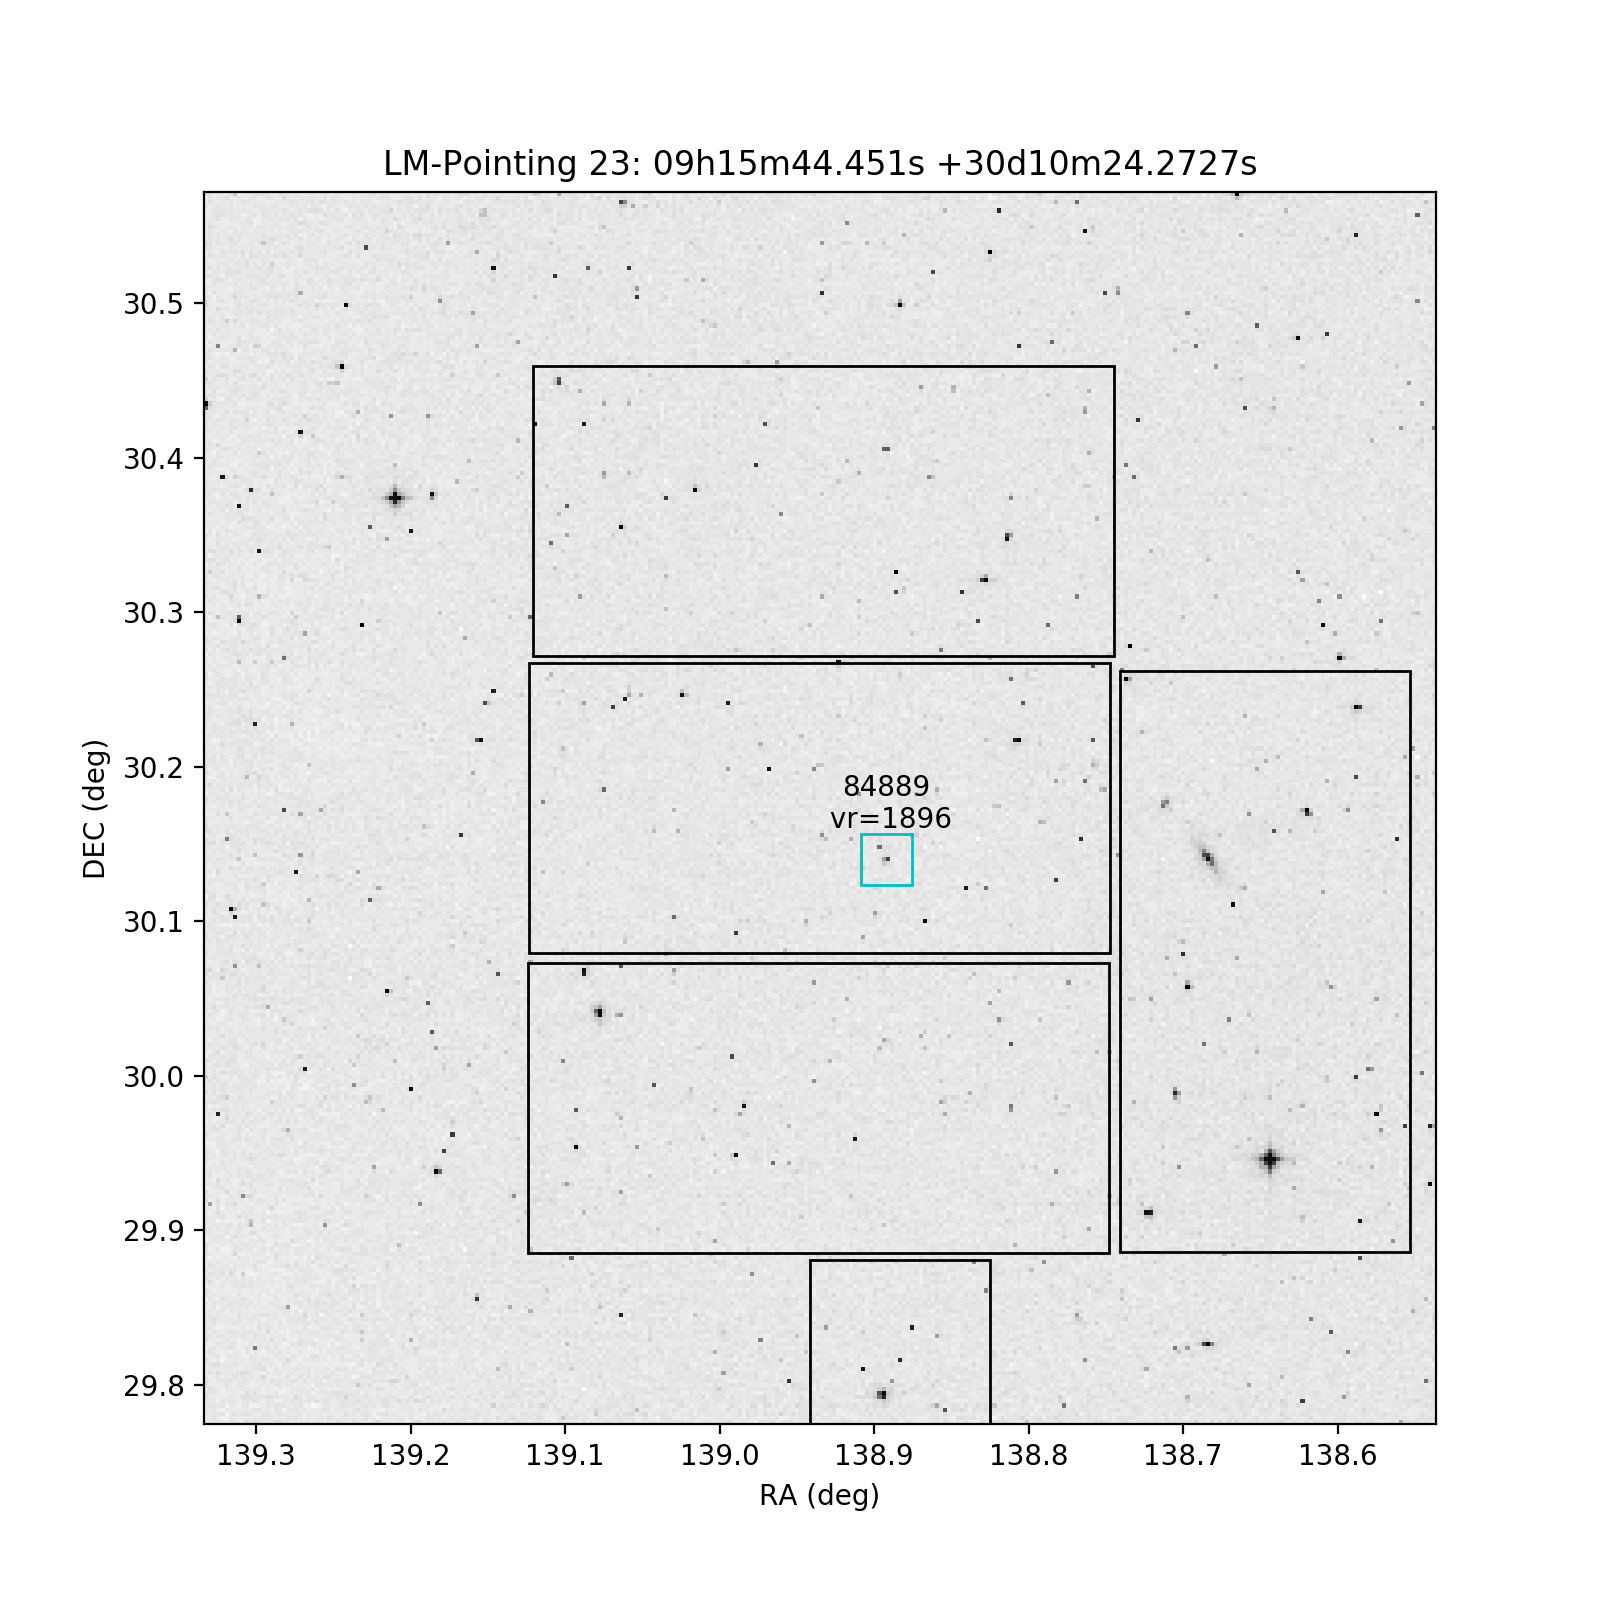 LM-Pointing 23: 09h15m44.451s +30d10m24.2727s
30.5
30.4
30.3
30.2
30.1
30.0
29.9
29.8
DEC (deg)
84889
vr=1896
139.3 139.2 139.1 139.0 138.9 138.8 138.7 138.6
RA (deg)